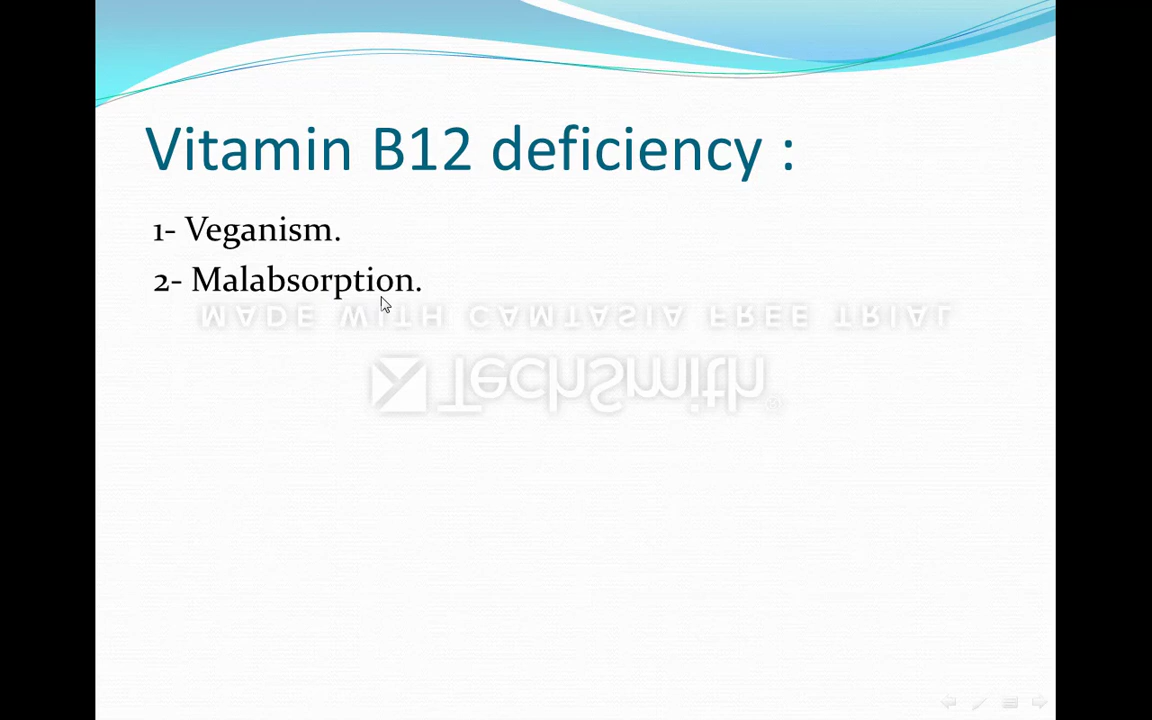 Vitamin B12 deficiency :
1- Veganism.
2- Malabsorption.
MADE WITH CAMTASIA FREE TRIAL
TechSmith®